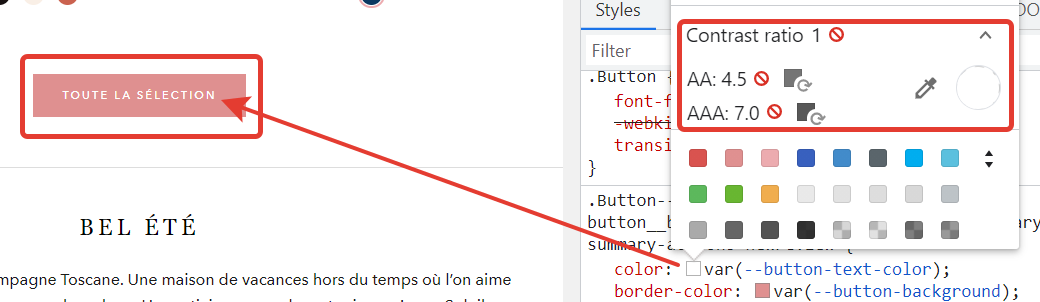 Styles
Contrast ratio 1
Filter
AA: 4.5
.Button {
TOUTE LA SÉLECTION
font-f
AAA: 7.0
-webki
transi
}
.Button--
button__b
BEL ÉTÉ
summary-a
color: var(--button-text-color);
mpagne Toscane. Une maison de vacances hors du temps où l’on aime
border-color: var(--button-background);